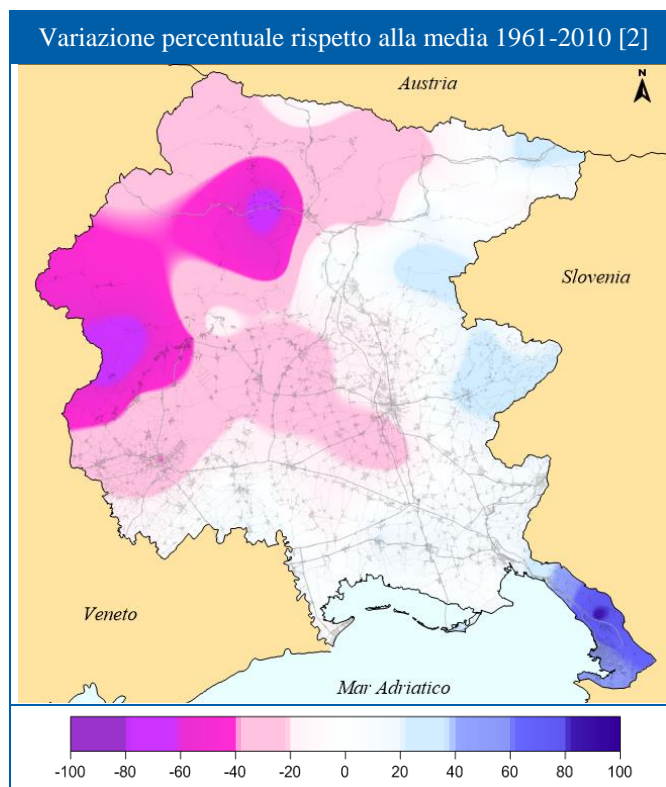 Variazione percentuale rispetto alla media 1961-2010 [2]
Austria
N
Slovenia
Veneto
Mar Adriatico
-100 -80 -60 -40 -20 0 20 40 60 80 100